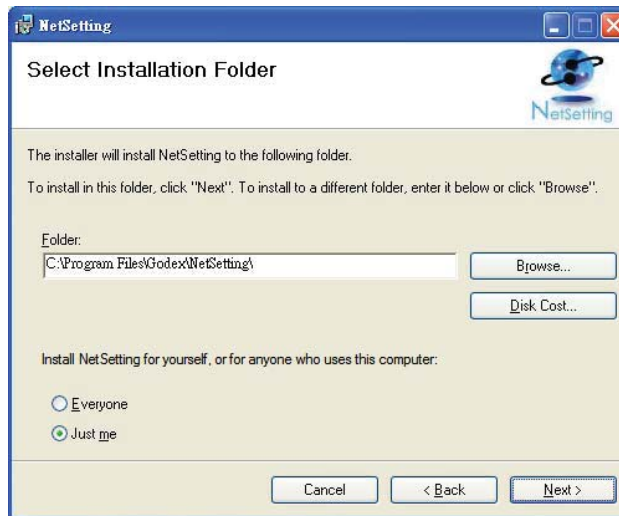 NetSetting
Select Installation Folder
NetSetting
The installer will install NetSetting to the following folder.
To install in this folder, click "Next". To install to a different folder, enter it below or click "Browse".
Folder:
C:\Program Files\Godex\NetSetting\
Browse...
Disk Cost...
Install NetSetting for yourself, or for anyone who uses this computer:
Everyone
Just me
Cancel
< Back
Next >